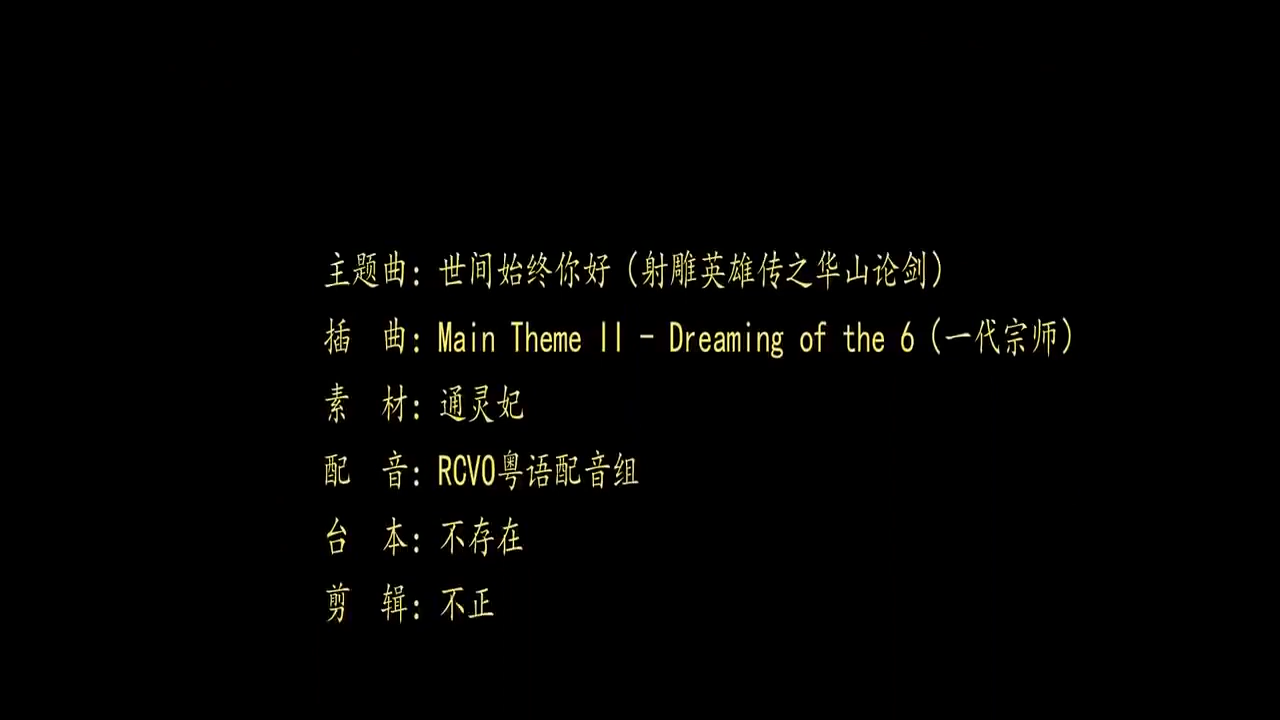 主题曲：世间始终你好（射雕英雄传之华山论剑）
插　曲：Main Theme II - Dreaming of the 6（一代宗师）
素　材：通灵妃
配　音：RCVO粤语配音组
台　本：不存在
剪　辑：不正